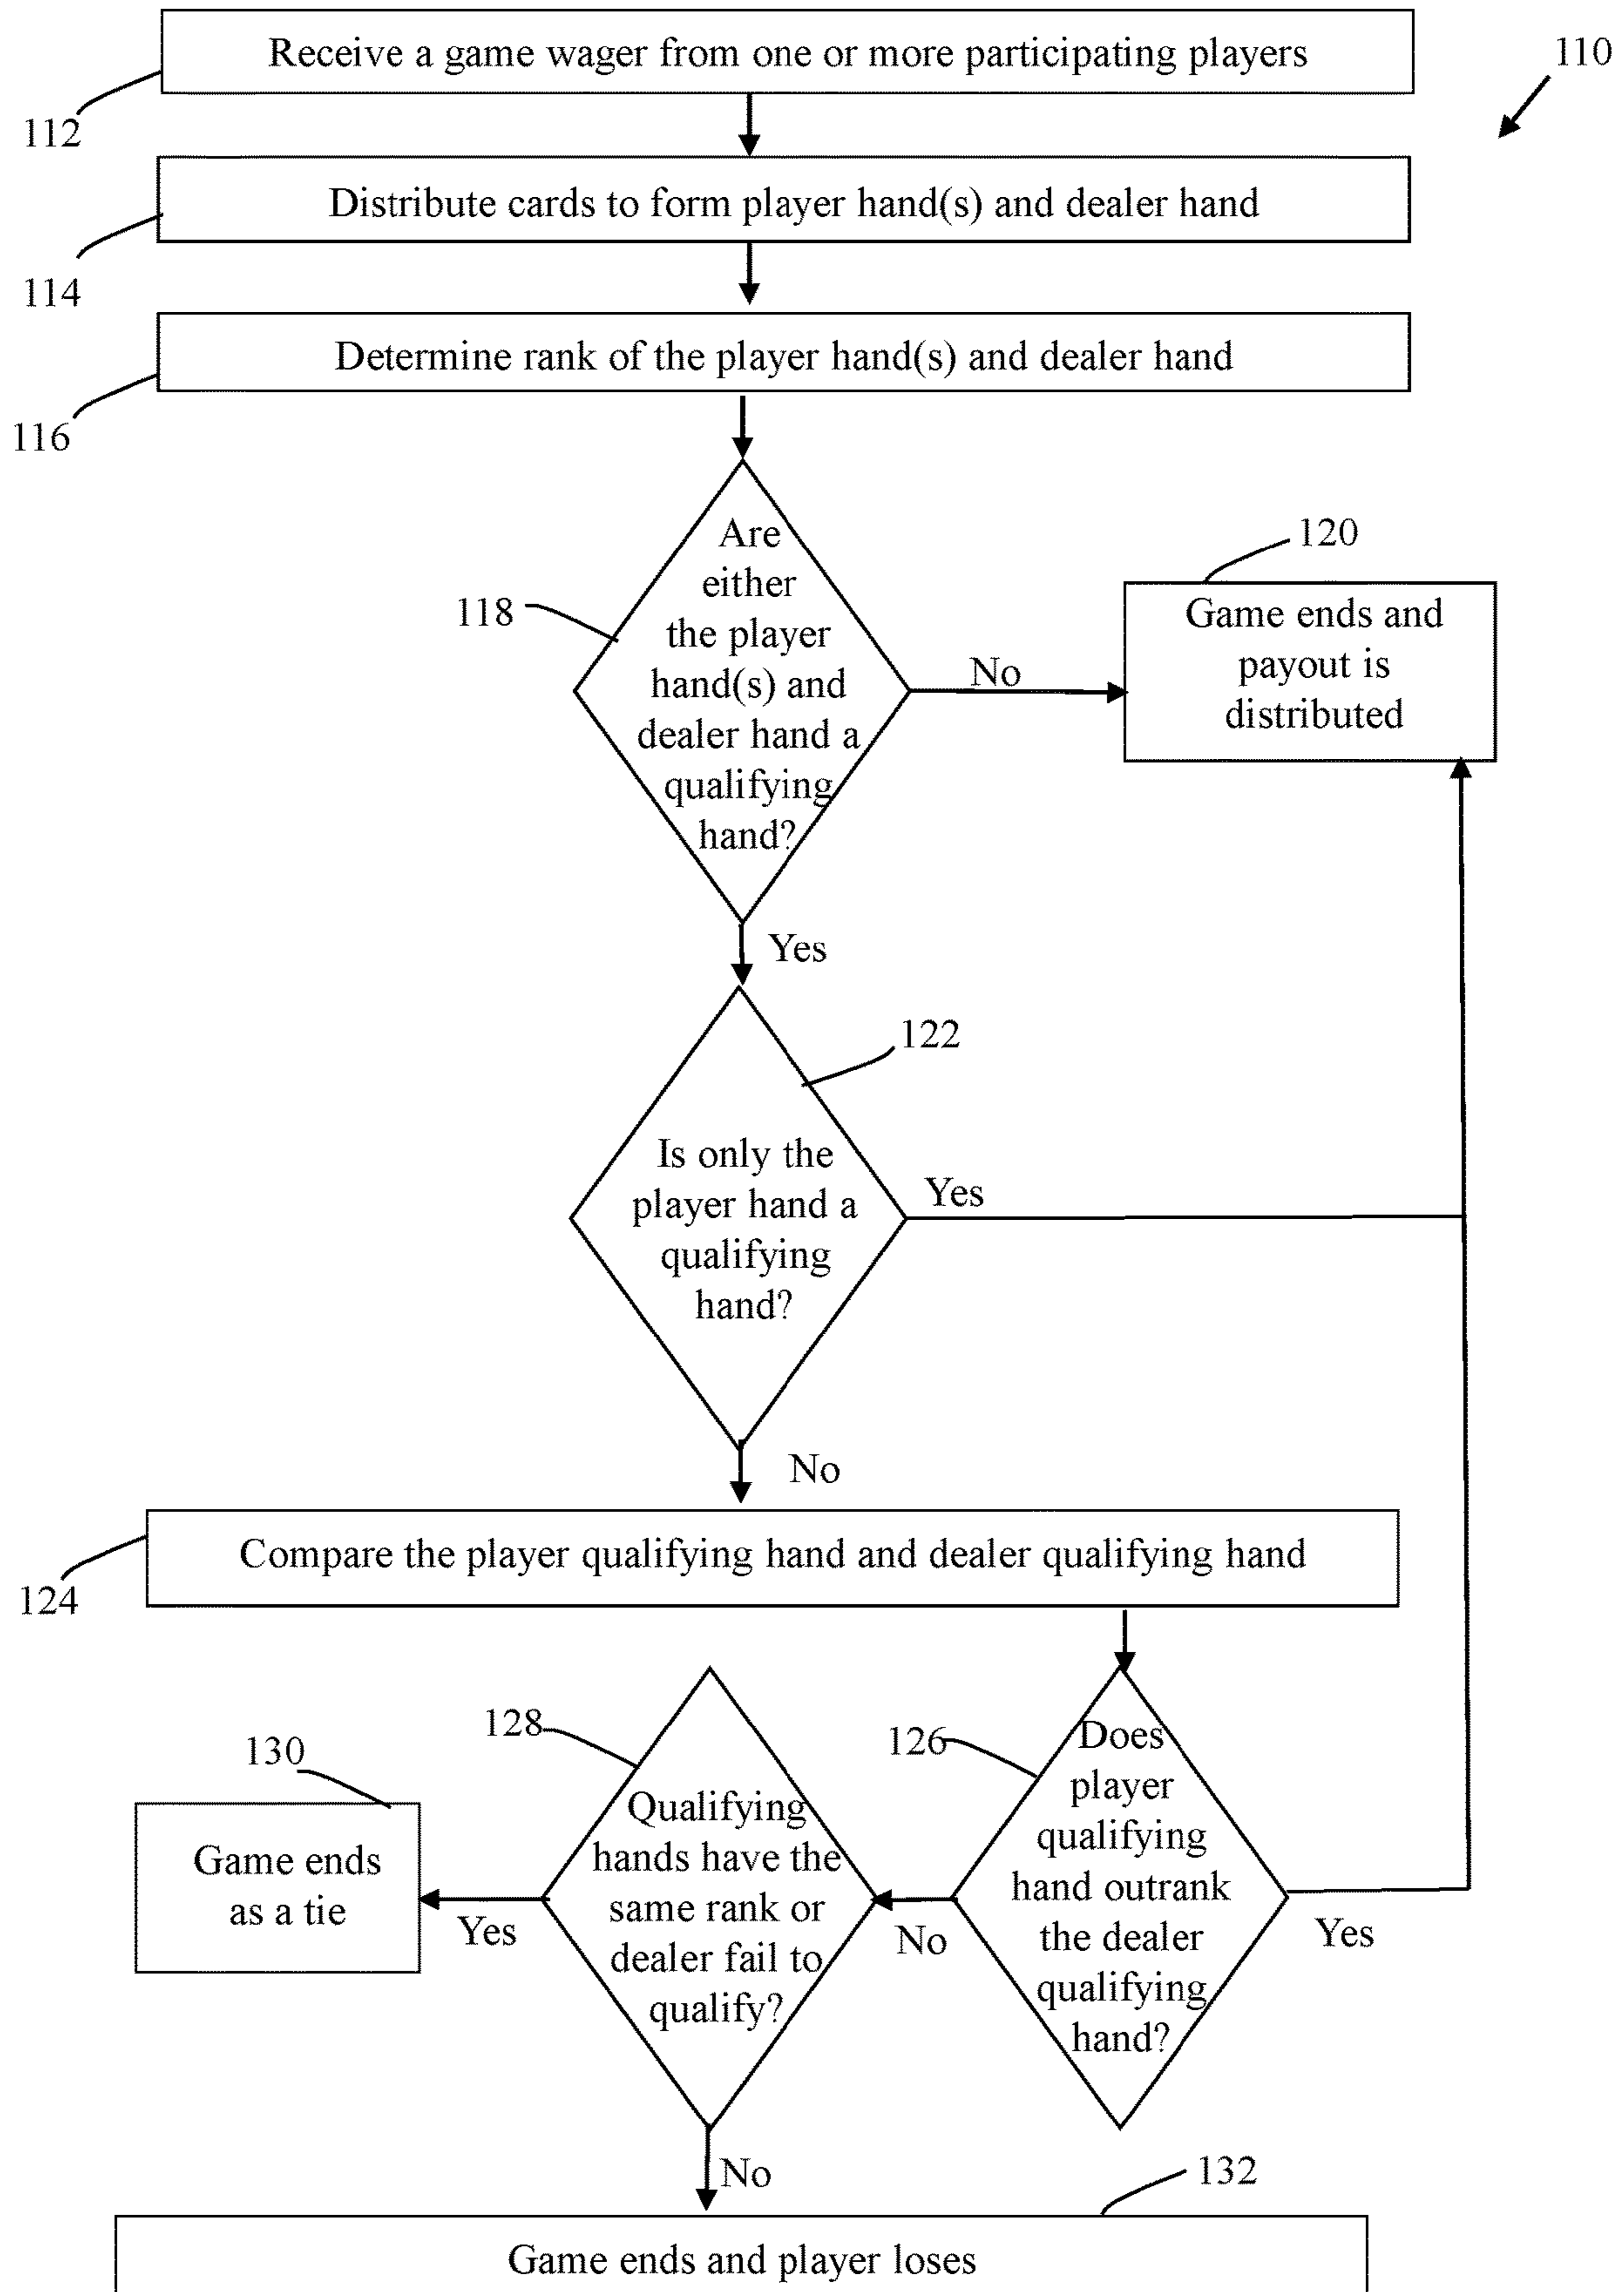 Receive a game wager from one or more participating players
110
112
Distribute cards to form player hand(s) and dealer hand
114
Determine rank of the player hand(s) and dealer hand
116
Are
either
the player
hand(s) and
dealer hand a
qualifying
hand?
118
No
120
Game ends and
payout is
distributed
Yes
122
Is only the
player hand a
qualifying
hand?
Yes
No
Compare the player qualifying hand and dealer qualifying hand
124
126
Does
player
qualifying
hand outrank
the dealer
qualifying
hand?
Yes
No
128
Qualifying
hands have the
same rank or
dealer fail to
qualify?
Yes
130
Game ends
as a tie
No
132
Game ends and player loses